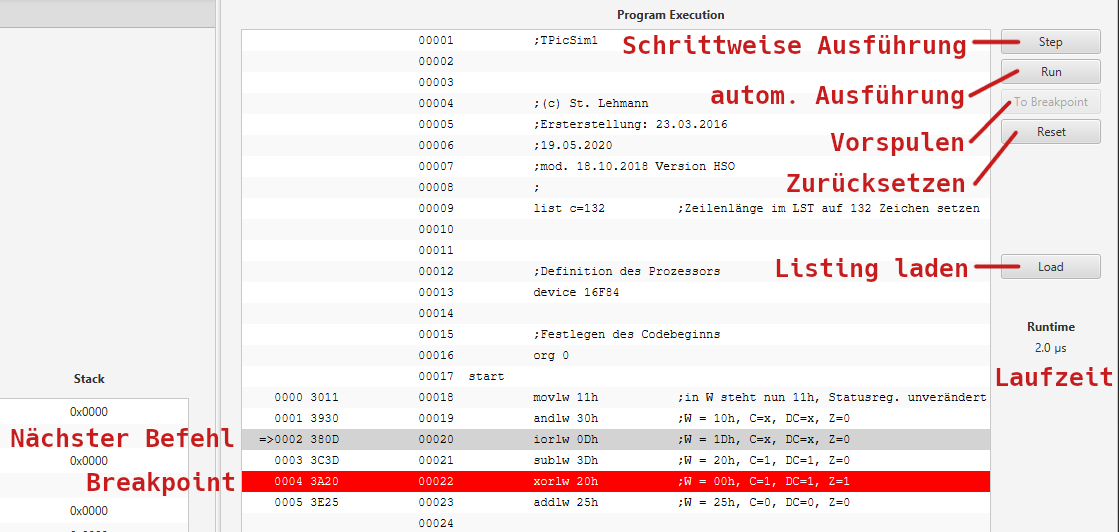 Program Execution
00001 ;TPicSim1
Schrittweise Ausführung
Step
00002
00003
Run
autom. Ausführung
00004 ;(c) St. Lehmann
To Breakpoint
00005 ;Ersterstellung: 23.03.2016
Reset
00006 ;19.05.2020
Vorspulen
00007 ;mod. 18.10.2018 Version HSO
00008 ;
Zurücksetzen
00009 list c=132 ;Zeilenlänge im LST auf 132 Zeichen setzen
00010
00011
00012 ;Definition des Prozessors
Listing laden
Load
00013 device 16F84
00014
00015 ;Festlegen des Codebeginns
Runtime
00016 org 0
2.0 µs
00017 start
Laufzeit
Stack
0000 3011 00018 movlw 11h ;in W steht nun 11h, Statusreg. unverändert
0x0000
0001 3930 00019 andlw 30h ;W = 10h, C=x, DC=x, Z=0
Nächster Befehl
=>0002 380D 00020 iorlw 0Dh ;W = 1Dh, C=x, DC=x, Z=0
0x0000
0003 3C3D 00021 sublw 3Dh ;W = 20h, C=1, DC=1, Z=0
Breakpoint
0004 3A20 00022 xorlw 20h ;W = 00h, C=1, DC=1, Z=1
0x0000
0005 3E25 00023 addlw 25h ;W = 25h, C=0, DC=0, Z=0
00024